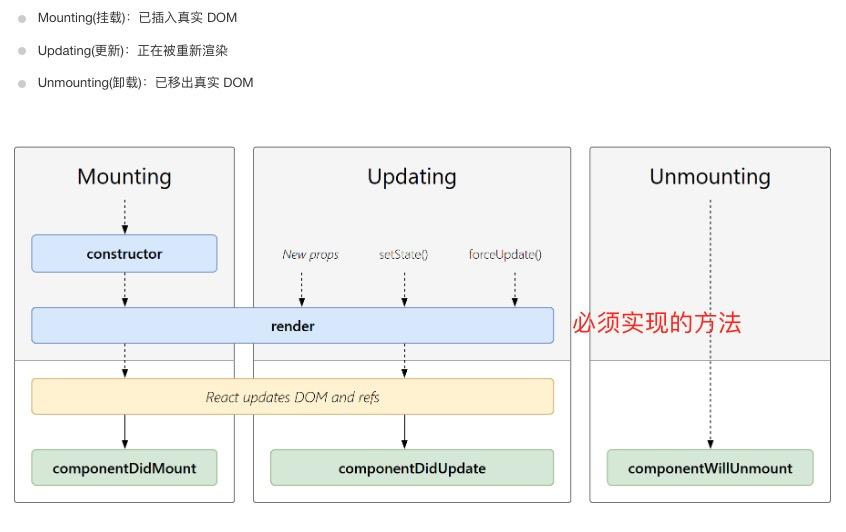 Mounting(挂载)：已插入真实 DOM
Updating(更新)：正在被重新渲染
Unmounting(卸载)：已移出真实 DOM
Mounting
Updating
Unmounting
constructor
New props
setState()
forceUpdate()
render
必须实现的方法
React updates DOM and refs
componentDidMount
componentDidUpdate
componentWillUnmount